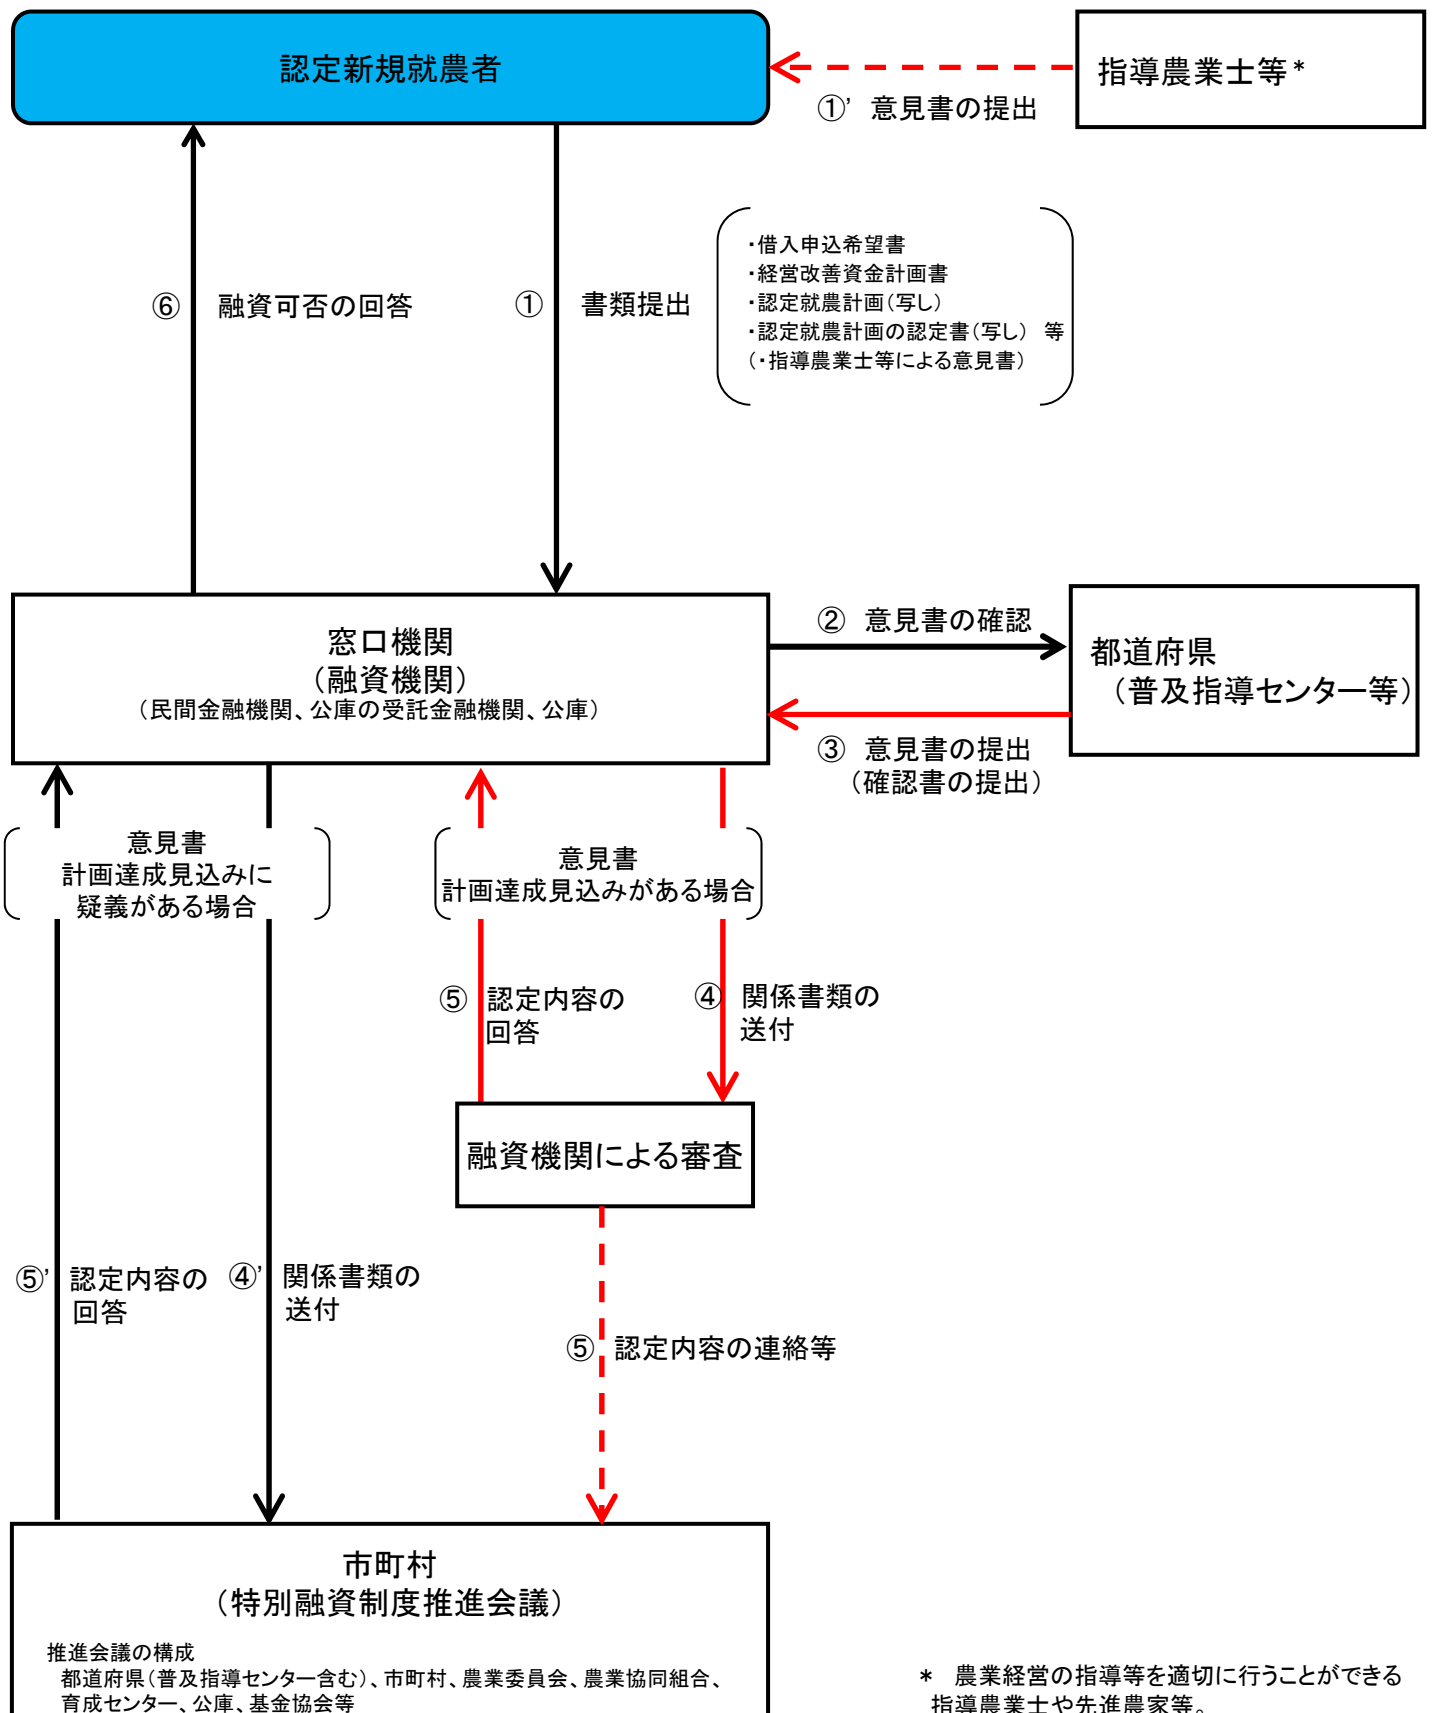 認定新規就農者
指導農業士等*
①’ 意見書の提出
・借入申込希望書
・経営改善資金計画書
・認定就農計画(写し)
・認定就農計画の認定書(写し) 等
(・指導農業士等による意見書)
⑥ 融資可否の回答
① 書類提出
窓口機関
(融資機関)
(民間金融機関、公庫の受託金融機関、公庫)
② 意見書の確認
都道府県
(普及指導センター等)
③ 意見書の提出
(確認書の提出)
意見書
計画達成見込みに
疑義がある場合
意見書
計画達成見込みがある場合
⑤ 認定内容の
回答
④ 関係書類の
送付
融資機関による審査
⑤’ 認定内容の
回答
④’ 関係書類の
送付
⑤ 認定内容の連絡等
市町村
(特別融資制度推進会議)
推進会議の構成
都道府県(普及指導センター含む)、市町村、農業委員会、農業協同組合、
育成センター、公庫、基金協会等
* 農業経営の指導等を適切に行うことができる
指導農業士や先進農家等。